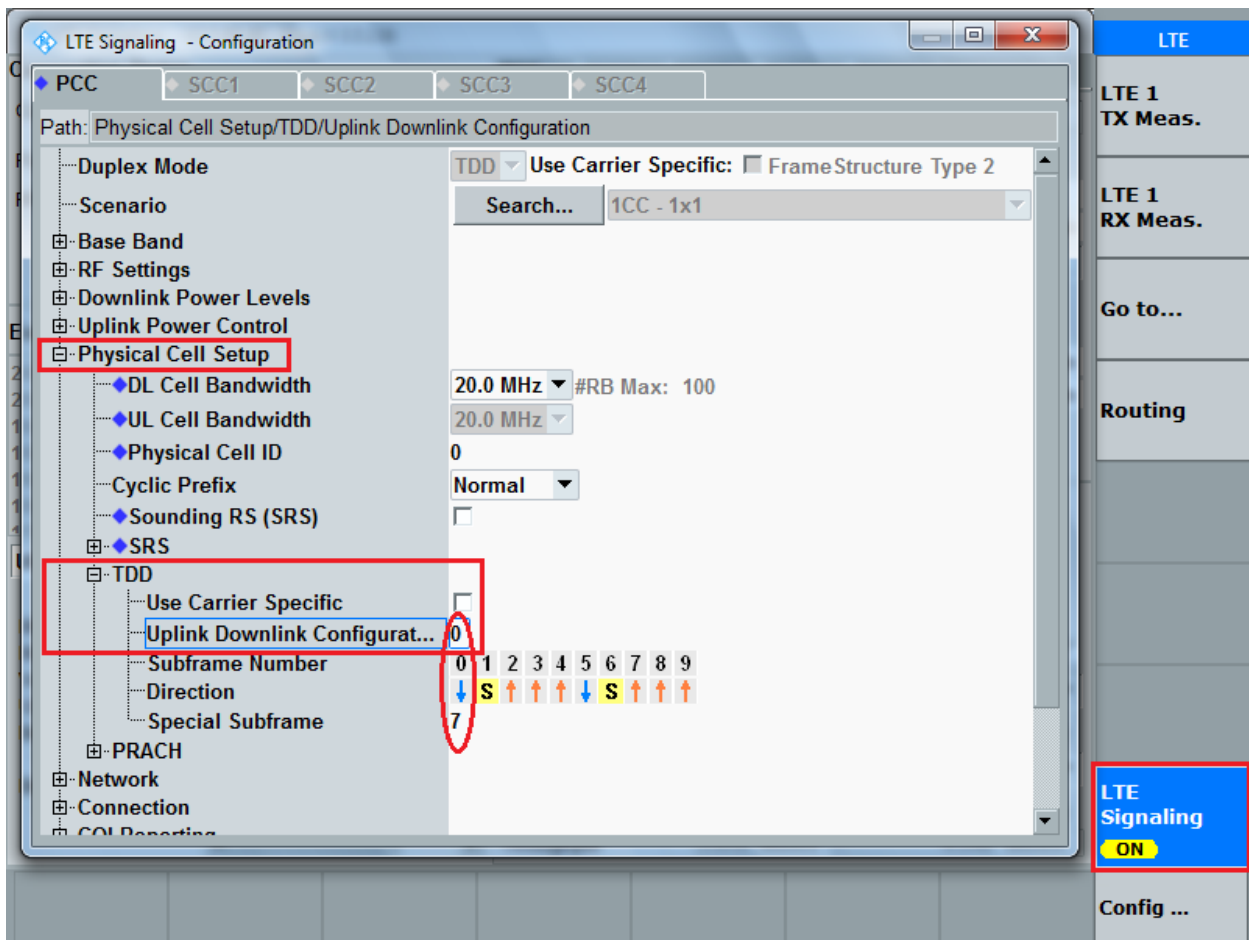 LTE Signaling - Configuration
PCC SCC1 SCC2 SCC3 SCC4
Path: Physical Cell Setup/TDD/Uplink Downlink Configuration
Duplex Mode TDD Use Carrier Specific: FrameStructure Type 2
Scenario Search... 1CC - 1x1
Base Band
RF Settings
Downlink Power Levels
Uplink Power Control
Physical Cell Setup
DL Cell Bandwidth 20.0 MHz #RB Max: 100
UL Cell Bandwidth 20.0 MHz
Physical Cell ID 0
Cyclic Prefix Normal
Sounding RS (SRS)
SRS
TDD
Use Carrier Specific
Uplink Downlink Configurat... 0
Subframe Number 0 1 2 3 4 5 6 7 8 9
Direction ↓ S ↑ ↑ ↑ ↓ S ↑ ↑ ↑
Special Subframe 7
PRACH
Network
Connection
LTE
LTE 1
TX Meas.
LTE 1
RX Meas.
Go to...
Routing
LTE
Signaling
ON
Config ...